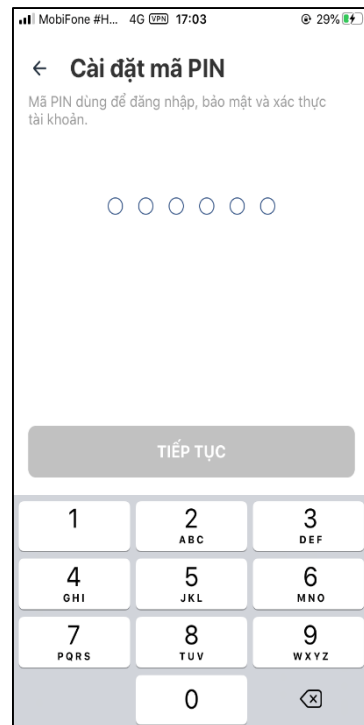 MobiFone #H... 4G VPN 17:03 29%
Cài đặt mã PIN
Mã PIN dùng để đăng nhập, bảo mật và xác thực
tài khoản.
TIẾP TỤC
1 2 3
ABC DEF
4 5 6
GHI JKL MNO
7 8 9
PQRS TUV WXYZ
0